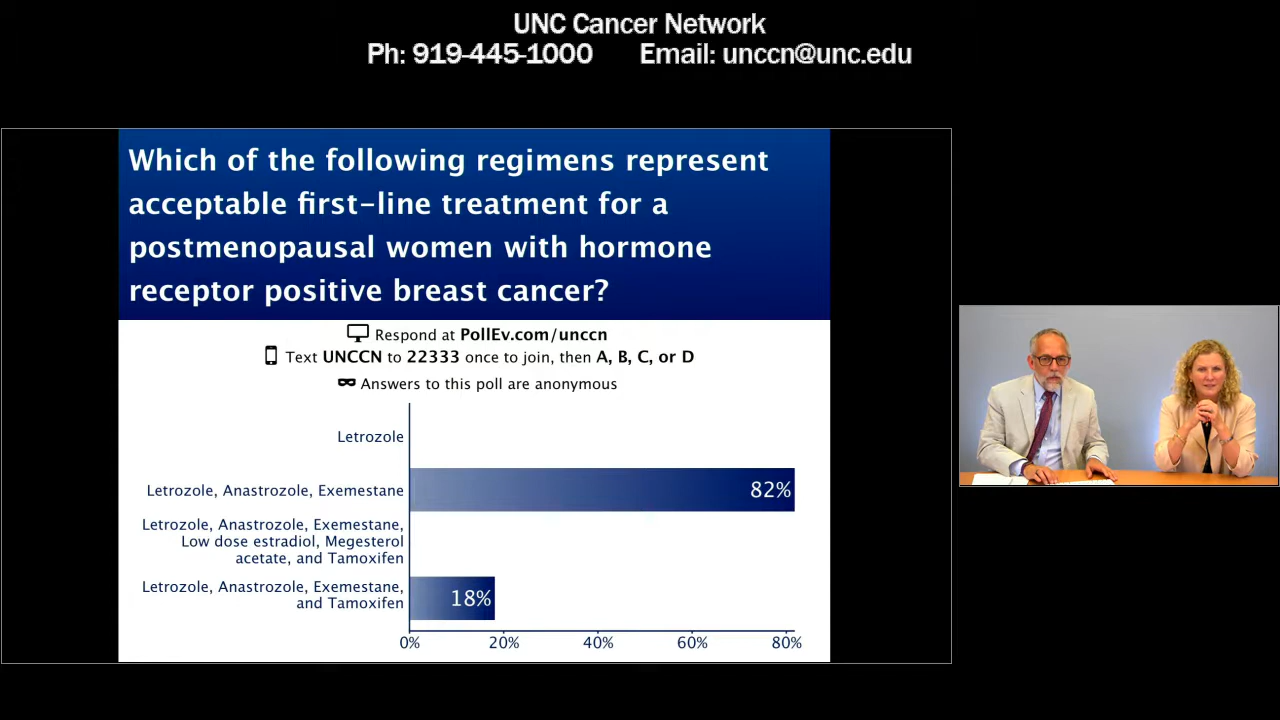 UNC Cancer Network
Ph: 919-445-1000 Email: unccn@unc.edu
Which of the following regimens represent
acceptable first-line treatment for a
postmenopausal women with hormone
receptor positive breast cancer?
Respond at PollEv.com/unccn
Text UNCCN to 22333 once to join, then A, B, C, or D
Answers to this poll are anonymous
Letrozole
Letrozole, Anastrozole, Exemestane
82%
Letrozole, Anastrozole, Exemestane,
Low dose estradiol, Megesterol
acetate, and Tamoxifen
Letrozole, Anastrozole, Exemestane,
and Tamoxifen
18%
0% 20% 40% 60% 80%